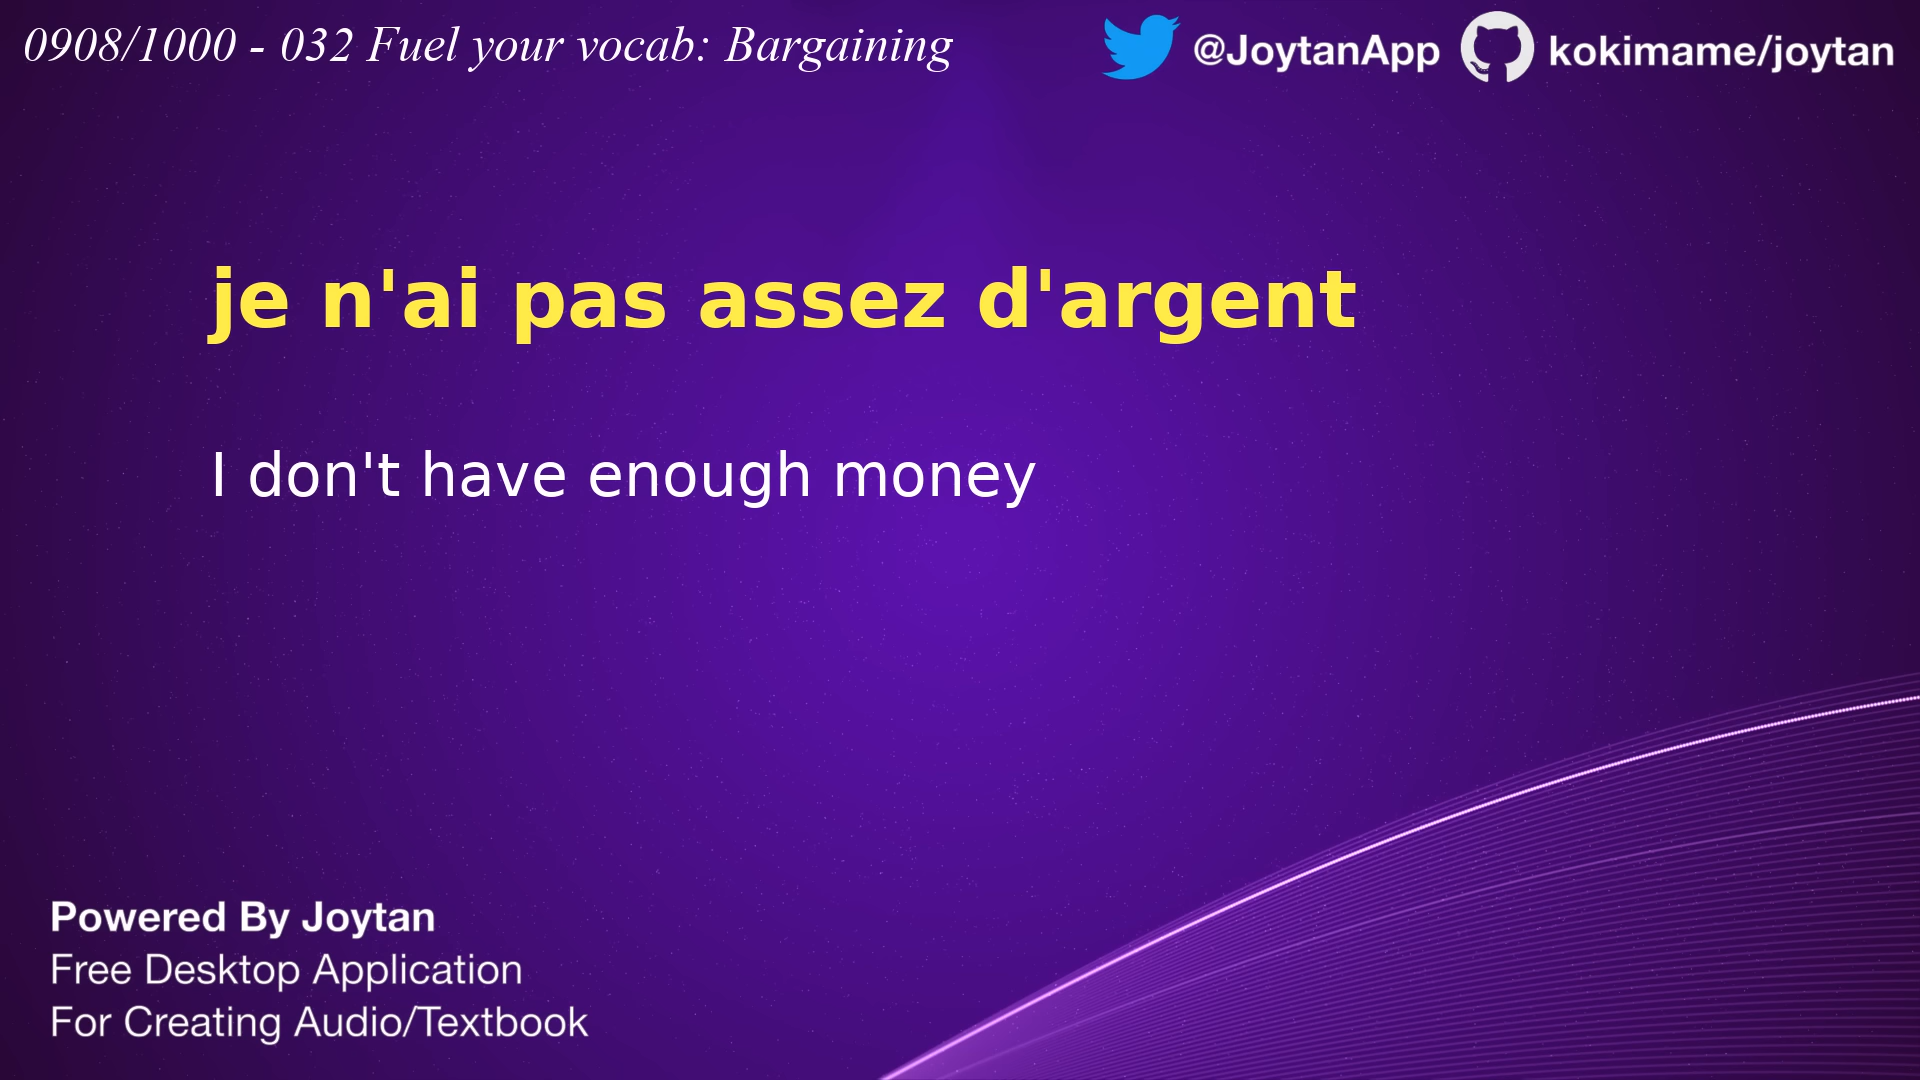 0908/1000 - 032 Fuel your vocab: Bargaining
@JoytanApp
kokimame/joytan
je n'ai pas assez d'argent
I don't have enough money
Powered By Joytan
Free Desktop Application
For Creating Audio/Textbook